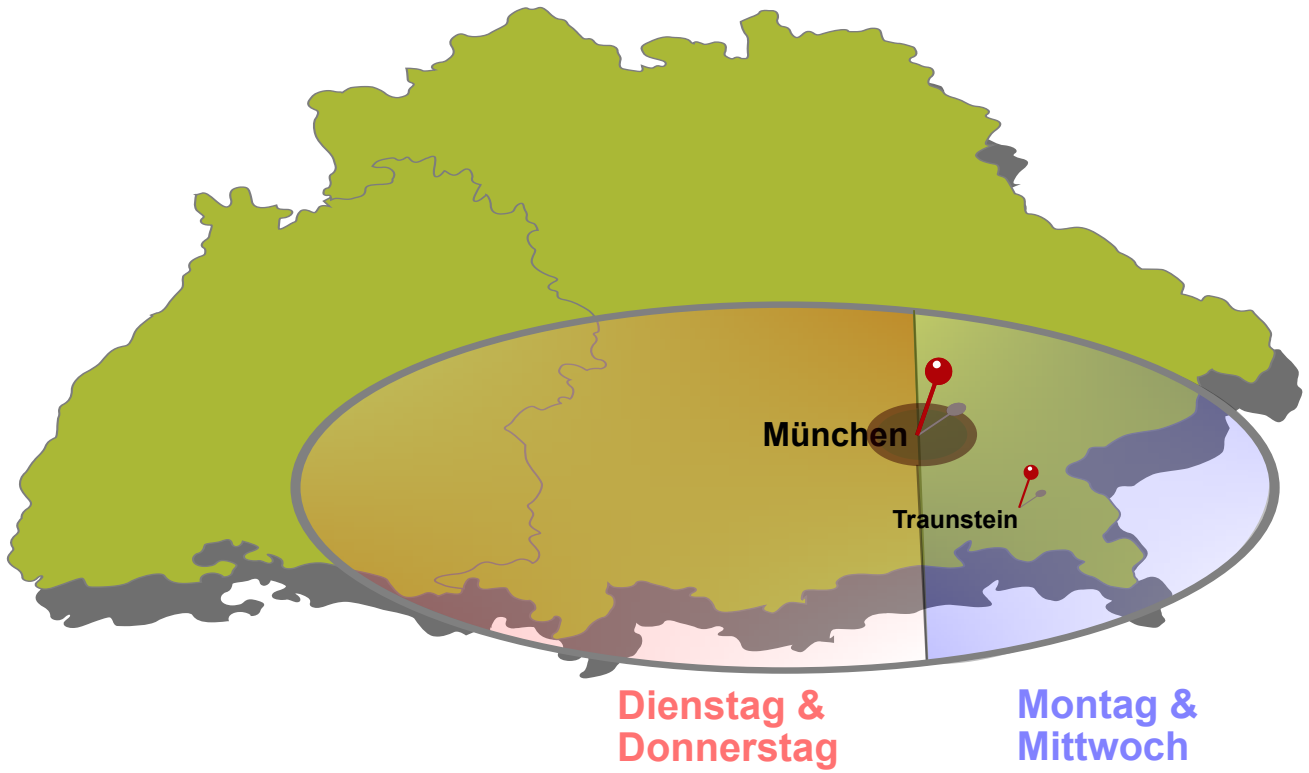 München
Traunstein
Dienstag &
Donnerstag
Montag &
Mittwoch